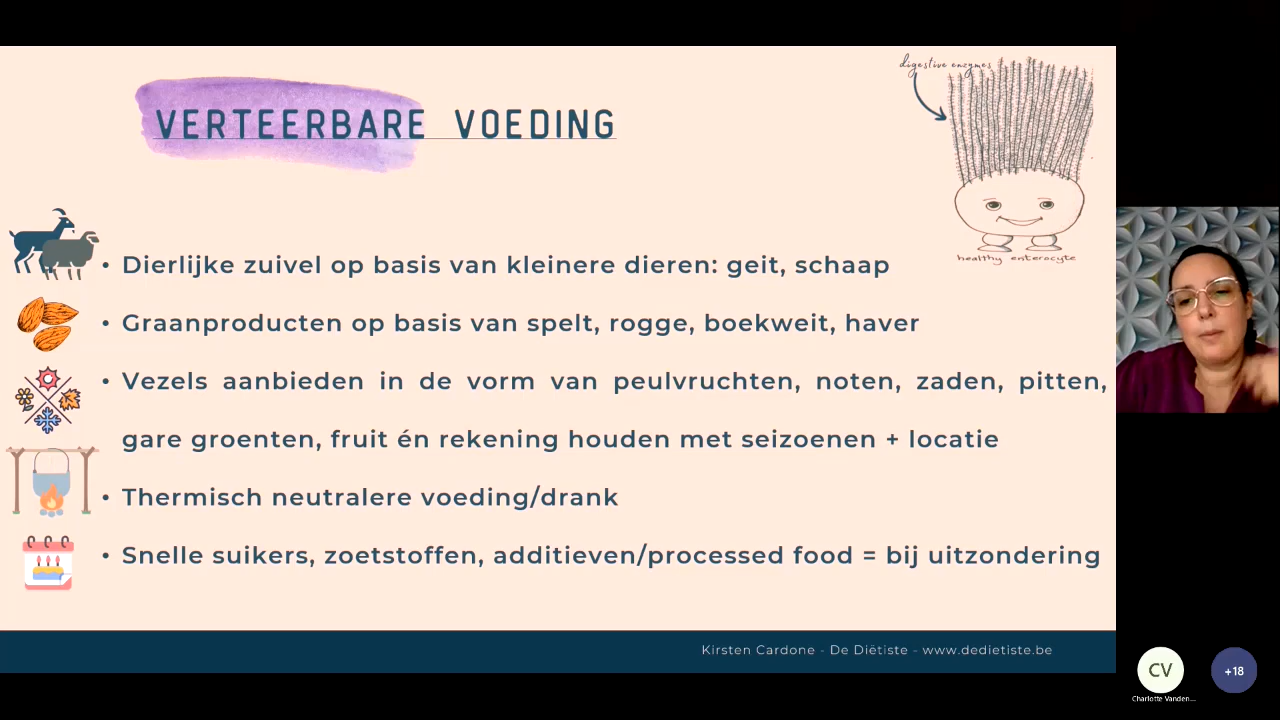 digestive enzymes
VERTEERBARE VOEDING
healthy enterocyte
• Dierlijke zuivel op basis van kleinere dieren: geit, schaap
• Graanproducten op basis van spelt, rogge, boekweit, haver
• Vezels aanbieden in de vorm van peulvruchten, noten, zaden, pitten,
gare groenten, fruit én rekening houden met seizoenen + locatie
• Thermisch neutralere voeding/drank
• Snelle suikers, zoetstoffen, additieven/processed food = bij uitzondering
Kirsten Cardone - De Diëtiste - www.dedietiste.be
CV
+18
Charlotte Vanden...